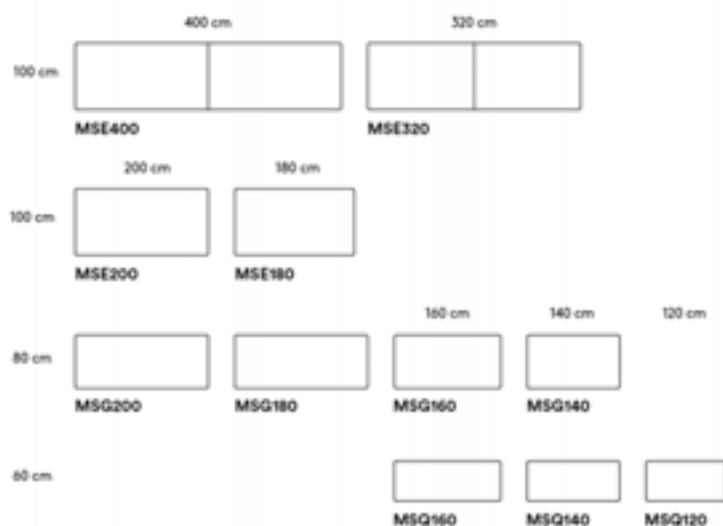 400 cm 320 cm
100 cm
MSE400 MSE320
200 cm 180 cm
100 cm
MSE200 MSE180
160 cm 140 cm 120 cm
80 cm
MSG200 MSG180 MSG160 MSG140
60 cm
MSQ160 MSQ140 MSQ120